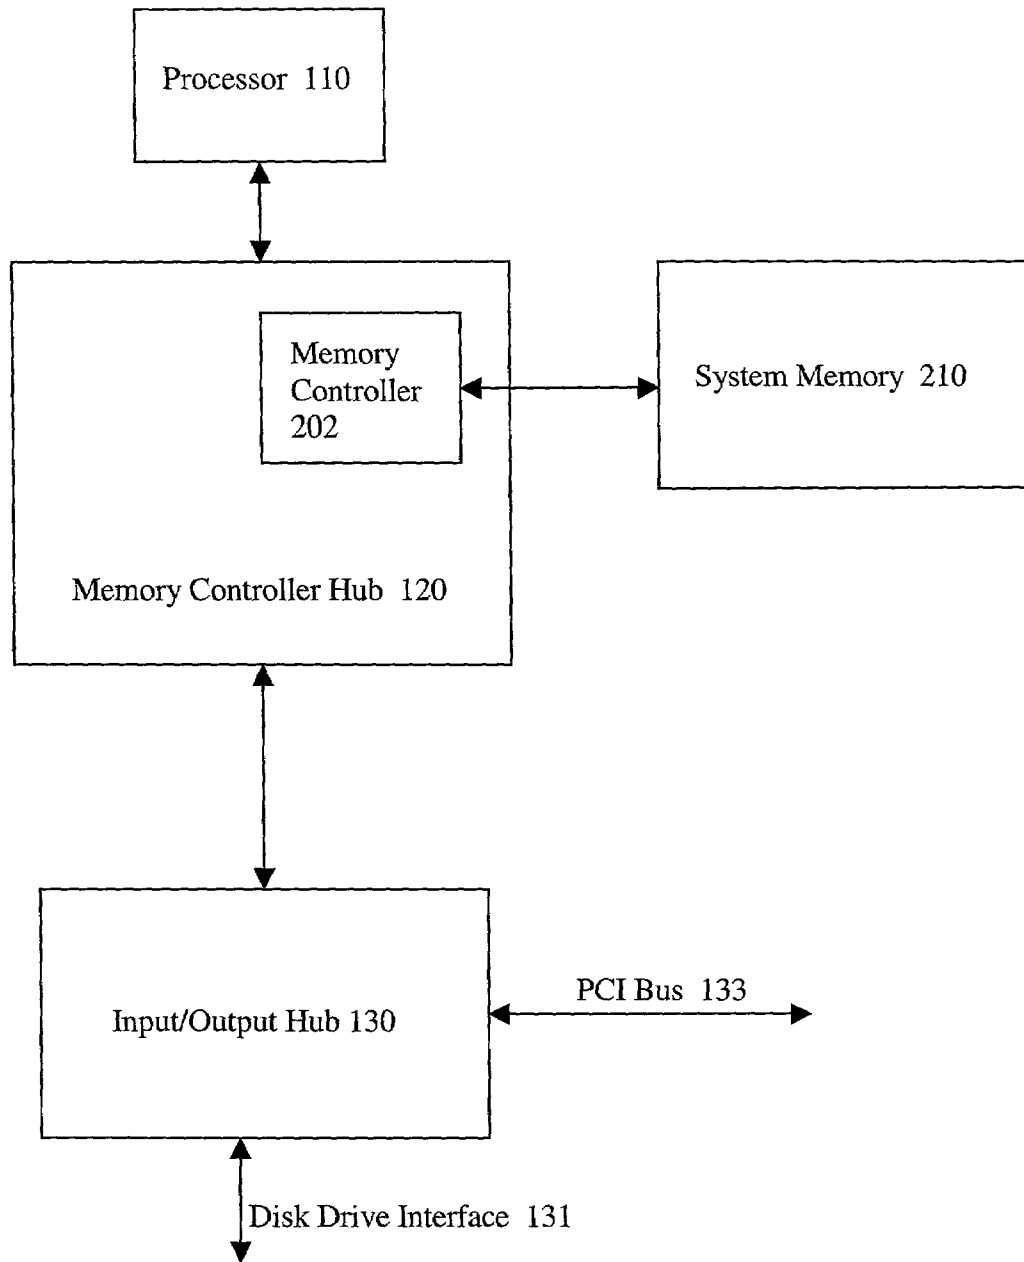 Processor 110
Memory
Controller
202
System Memory 210
Memory Controller Hub 120
PCI Bus 133
Input/Output Hub 130
Disk Drive Interface 131